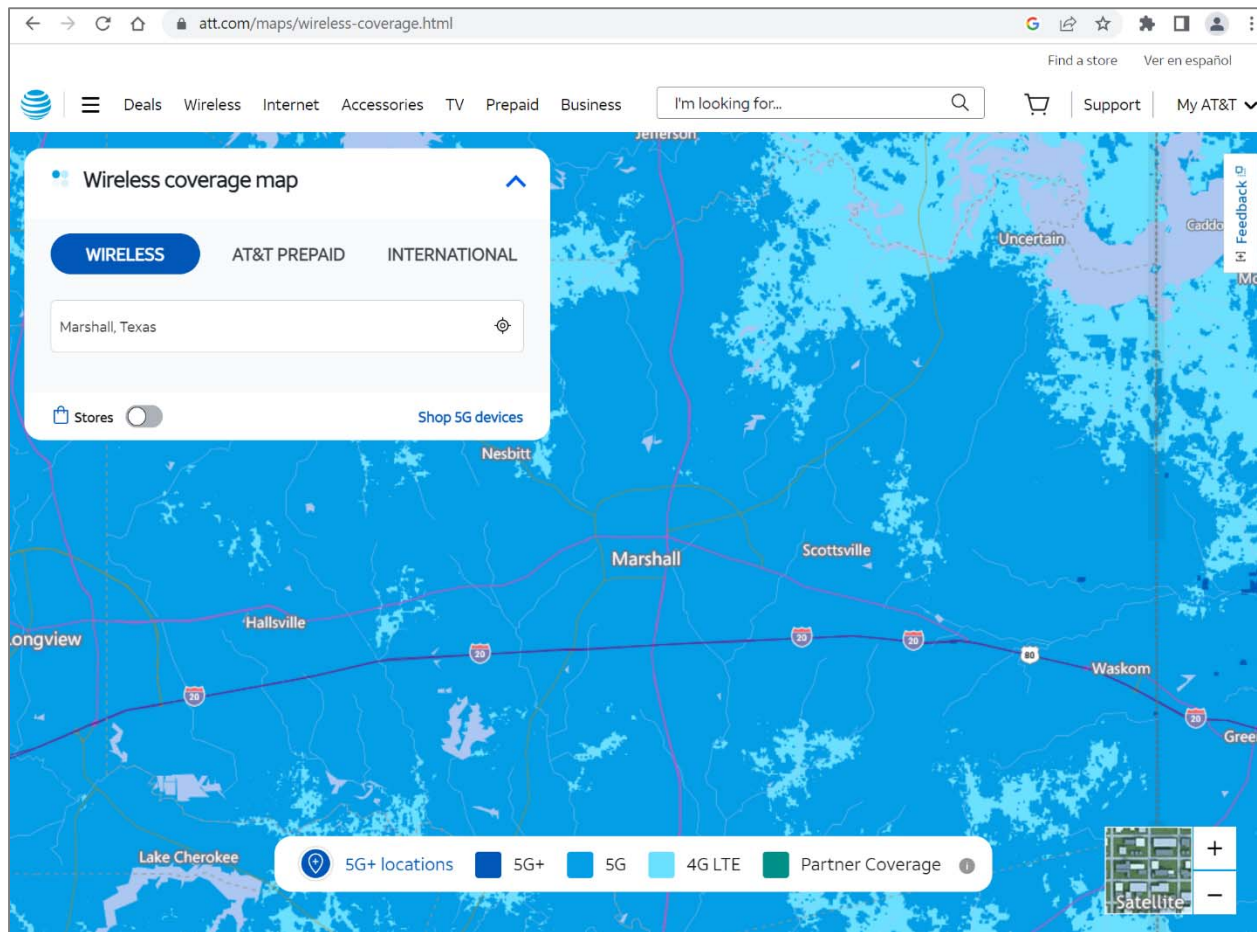 att.com/maps/wireless-coverage.html
Find a store Ver en español
Deals Wireless Internet Accessories TV Prepaid Business I'm looking for... Support My AT&T
Jefferson
Wireless coverage map
Feedback [+]
Caddo
Uncertain
WIRELESS AT&T PREPAID INTERNATIONAL
Marshall, Texas
Stores Shop 5G devices
Nesbitt
Marshall Scottsville
Hallsville
ongview
20 20 20 80
Waskom
20
20
Gree
Lake Cherokee
5G+ locations 5G+ 5G 4G LTE Partner Coverage
+
Satellite −